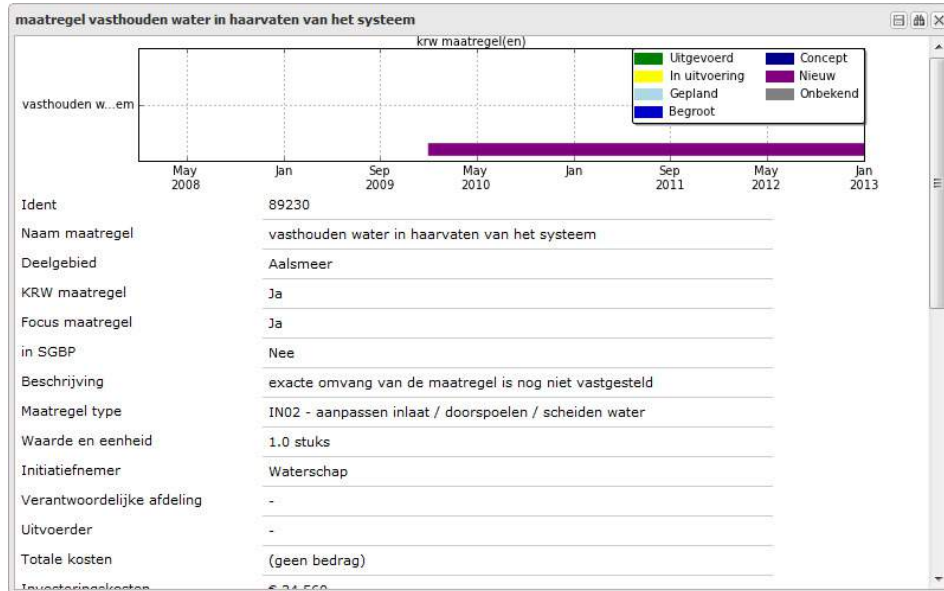 maatregel vasthouden water in haarvaten van het systeem
krw maatregel(en)
Uitgevoerd Concept
In uitvoering Nieuw
Gepland Onbekend
Begroot
vasthouden w...em
May Jan Sep May Jan Sep May Jan
2008 2009 2010 2011 2012 2013
Ident 89230
Naam maatregel vasthouden water in haarvaten van het systeem
Deelgebied Aalsmeer
KRW maatregel Ja
Focus maatregel Ja
in SGBP Nee
Beschrijving exacte omvang van de maatregel is nog niet vastgesteld
Maatregel type IN02 - aanpassen inlaat / doorspoelen / scheiden water
Waarde en eenheid 1.0 stuks
Initiatiefnemer Waterschap
Verantwoordelijke afdeling -
Uitvoerder -
Totale kosten (geen bedrag)
Investeringskosten